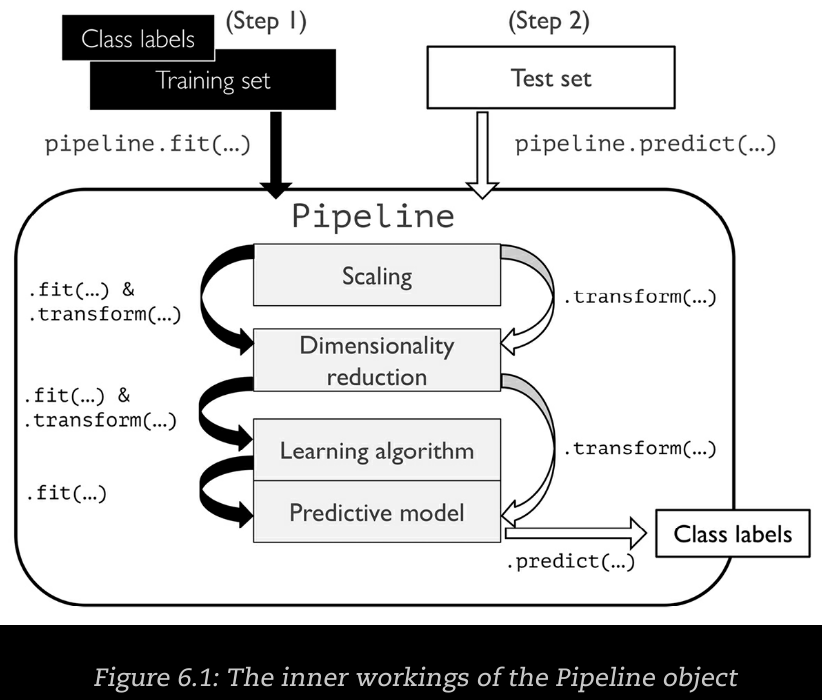 (Step 1)
Class labels
Training set
pipeline.fit(…)
(Step 2)
Test set
pipeline.predict(…)
Pipeline
Scaling
.fit(…) &
.transform(…)
.transform(…)
Dimensionality
reduction
.fit(…) &
.transform(…)
.transform(…)
Learning algorithm
.fit(…)
Predictive model
.predict(…)
Class labels
Figure 6.1: The inner workings of the Pipeline object